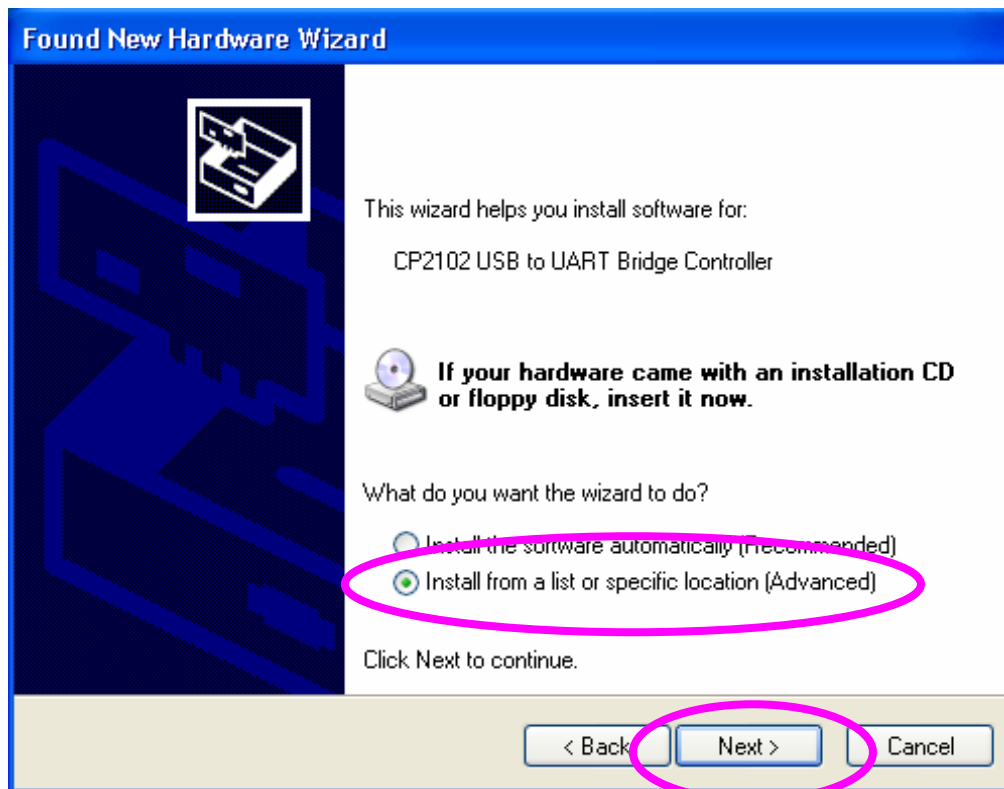 Found New Hardware Wizard
This wizard helps you install software for:
CP2102 USB to UART Bridge Controller
If your hardware came with an installation CD
or floppy disk, insert it now.
What do you want the wizard to do?
Install the software automatically (Recommended)
Install from a list or specific location (Advanced)
Click Next to continue.
< Back Next > Cancel